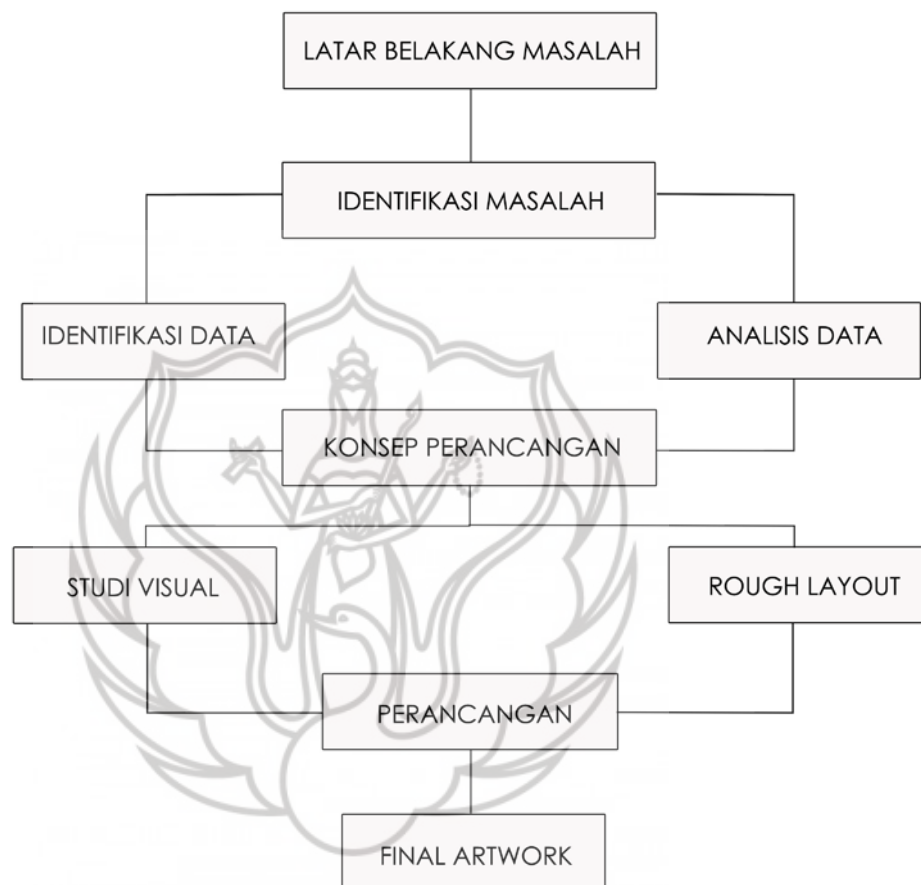 LATAR BELAKANG MASALAH
IDENTIFIKASI MASALAH
IDENTIFIKASI DATA
ANALISIS DATA
KONSEP PERANCANGAN
STUDI VISUAL
ROUGH LAYOUT
PERANCANGAN
FINAL ARTWORK